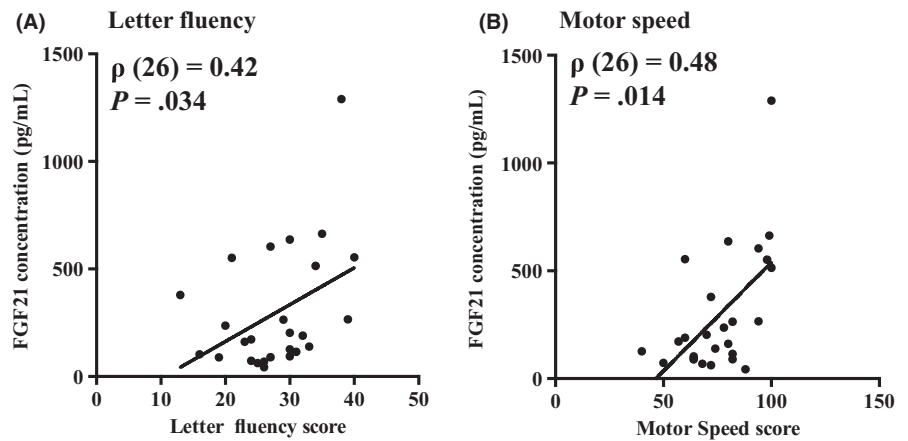 (A) Letter fluency
ρ (26) = 0.42
P = .034
FGF21 concentration (pg/mL)
1500
1000
500
0
0 10 20 30 40 50
Letter fluency score
(B) Motor speed
ρ (26) = 0.48
P = .014
FGF21 concentration (pg/mL)
1500
1000
500
0
0 50 100 150
Motor Speed score